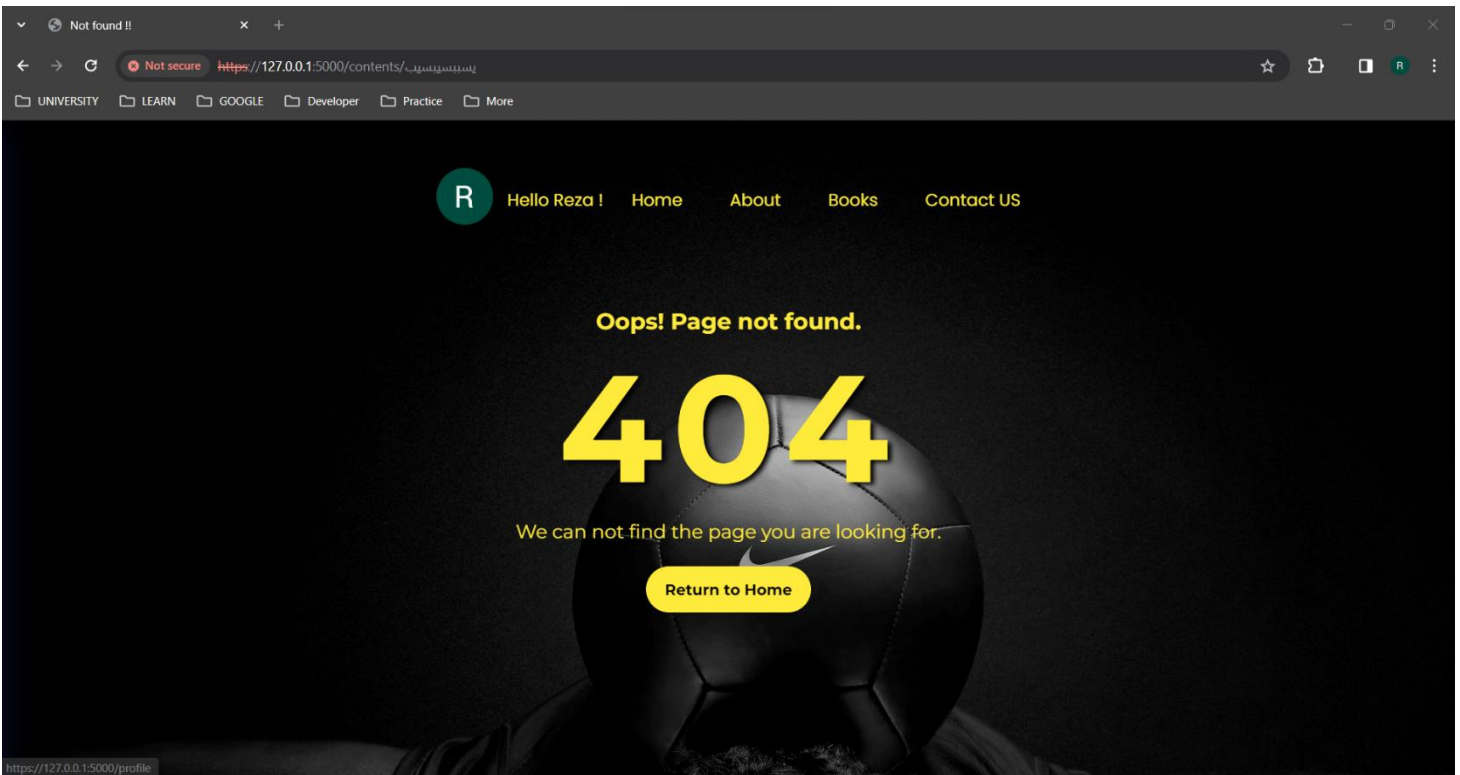 Not found !!
Not secure https://127.0.0.1:5000/contents/یسیبسیبسیب
UNIVERSITY LEARN GOOGLE Developer Practice More
R
R Hello Reza ! Home About Books Contact US
Oops! Page not found.
404
We can not find the page you are looking for.
Return to Home
https://127.0.0.1:5000/profile